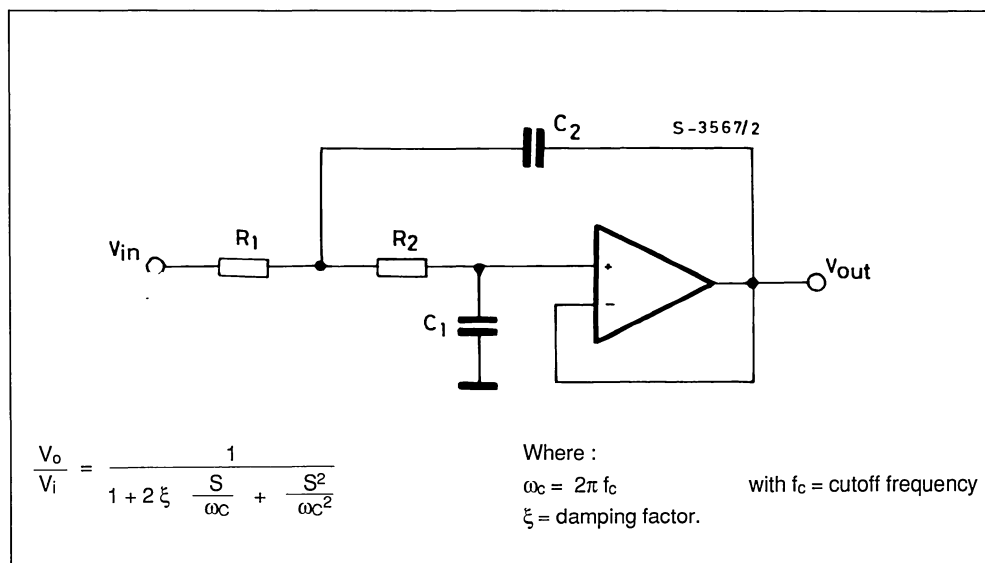 C2
S-3567/2
Vin
R1
R2
+
Vout
−
C1
Vo
Vi
=
1
1 + 2 ξ S/ωC + S²/ωC²
Where :
ωc = 2π fc with fc = cutoff frequency
ξ = damping factor.